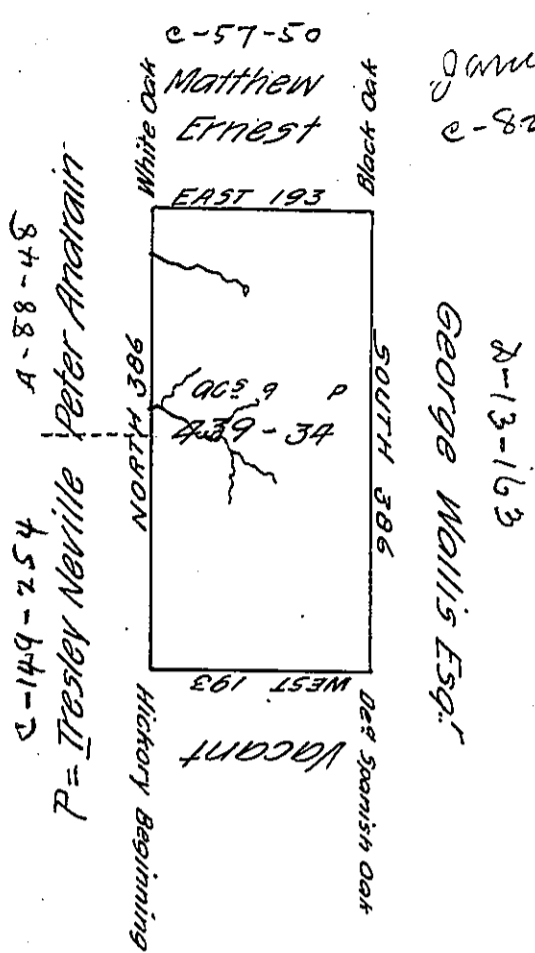 C-57-50
Matthew
Ernest
White Oak
Black Oak
C-82
EAST 193
A-88-48
Peter Andrain
NORTH 386
acs 9 P
439-34
SOUTH 386
George Wallis Esqr
A-13-163
C-149-254
P = Tresley Neville
WEST 193
Vacant
Hickory Beginning
Ded Spanish Oak